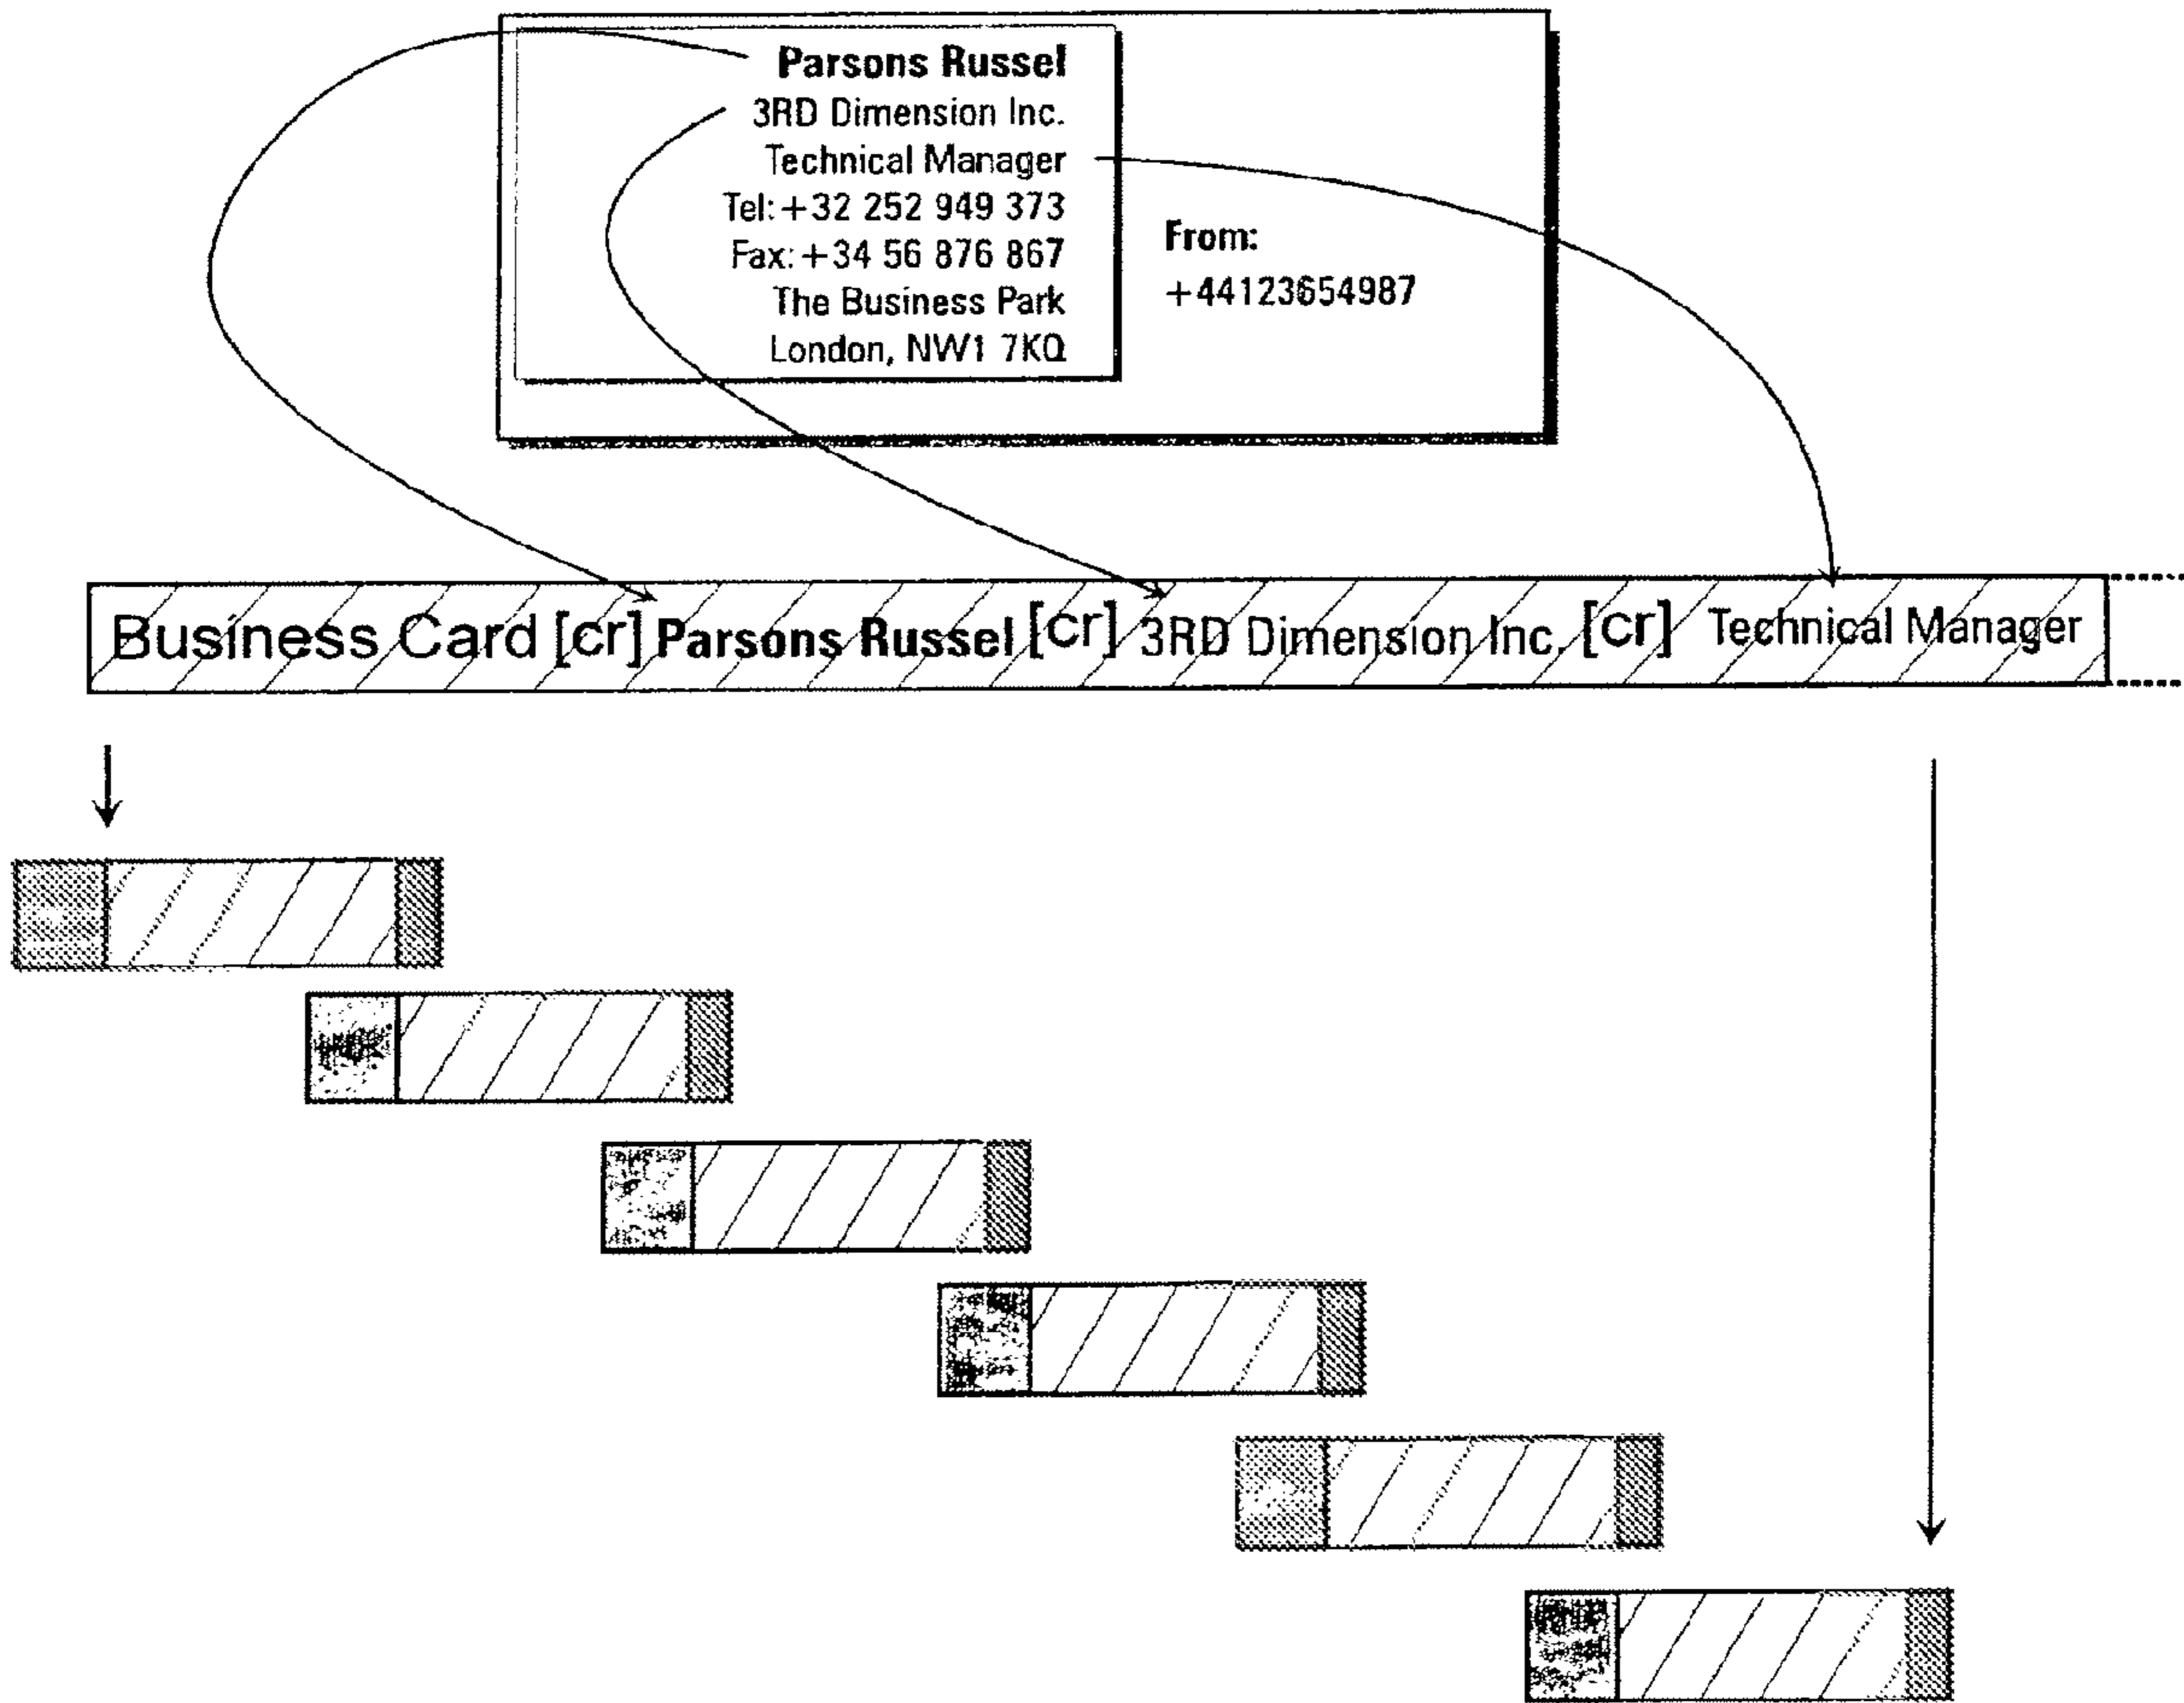 Parsons Russel
3RD Dimension Inc.
Technical Manager
Tel: +32 252 949 373
Fax: +34 56 876 867
The Business Park
London, NW1 7KQ
From:
+44123654987
Business Card [cr] Parsons Russel [cr] 3RD Dimension Inc. [cr] Technical Manager